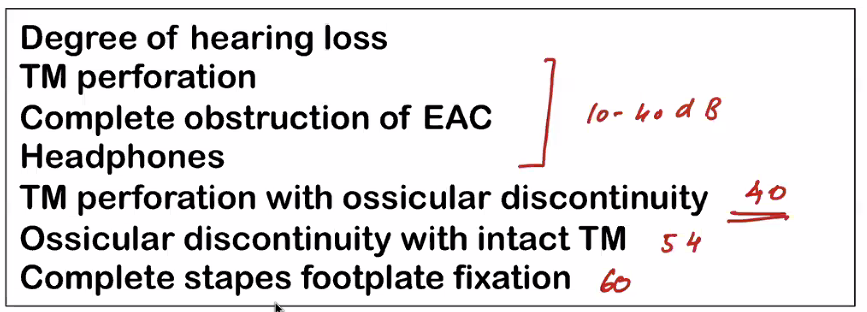 Degree of hearing loss
TM perforation
Complete obstruction of EAC 10-40 dB
Headphones
TM perforation with ossicular discontinuity 40
Ossicular discontinuity with intact TM 54
Complete stapes footplate fixation 60